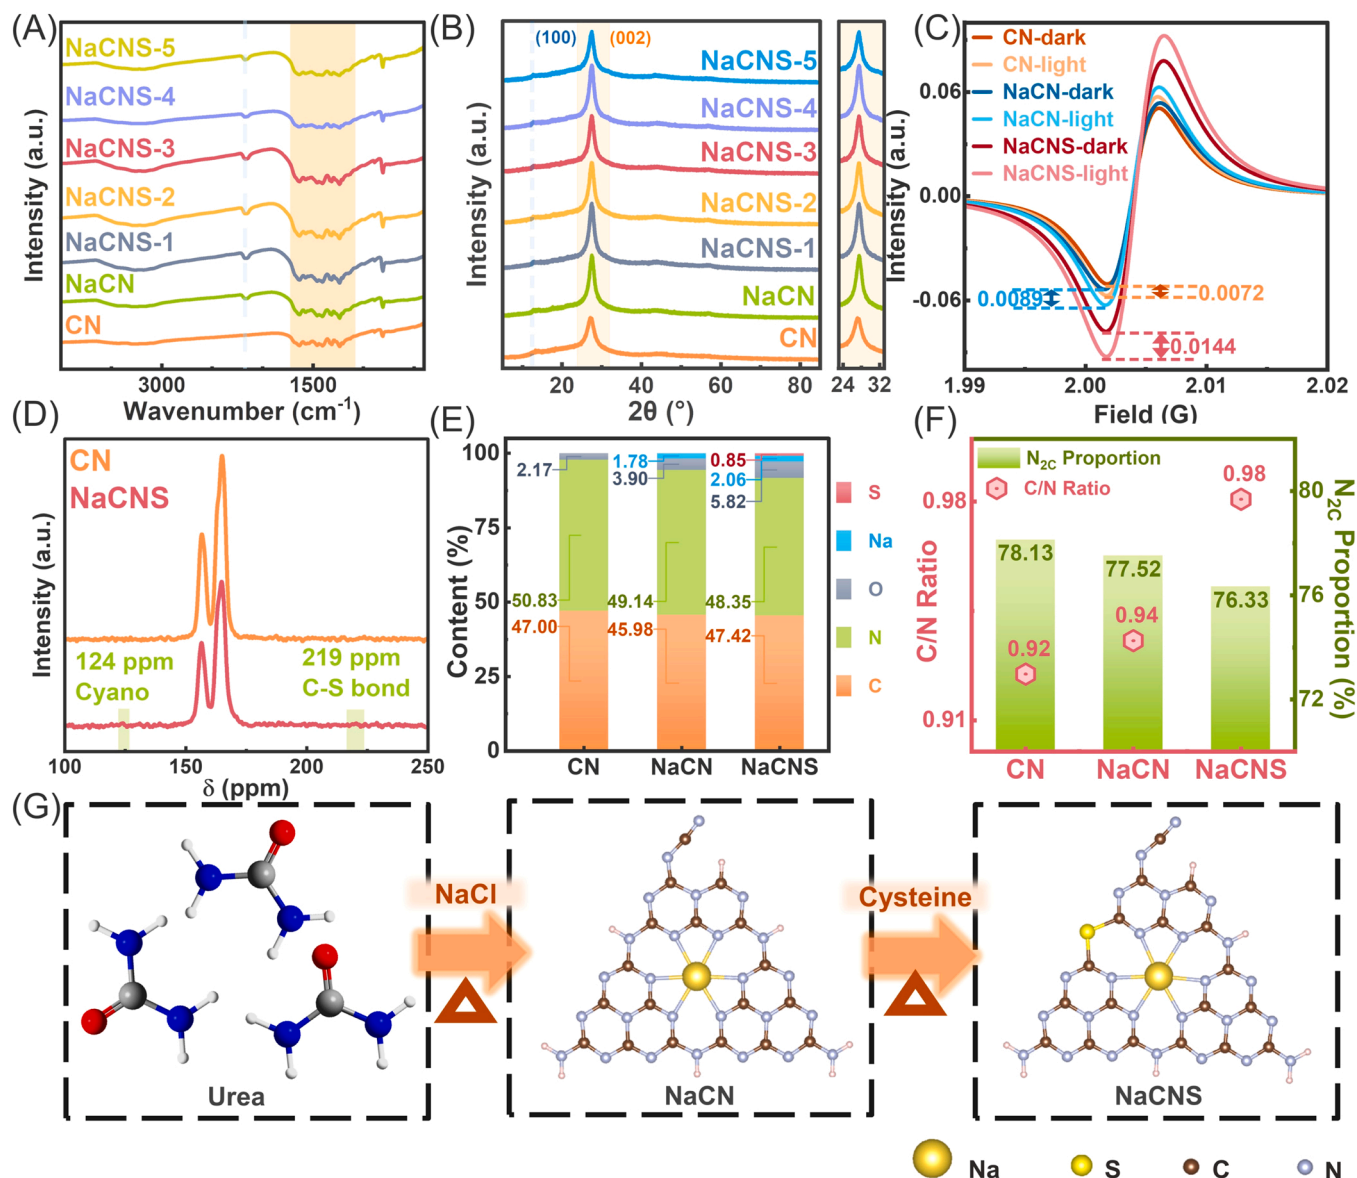 (A)
NaCNS-5
NaCNS-4
NaCNS-3
NaCNS-2
NaCNS-1
NaCN
CN
Intensity (a.u.)
3000
1500
Wavenumber (cm⁻¹)
(B)
(100)
(002)
NaCNS-5
NaCNS-4
NaCNS-3
NaCNS-2
NaCNS-1
NaCN
CN
Intensity (a.u.)
20
40
60
80
24
32
2θ (°)
(C)
CN-dark
CN-light
NaCN-dark
NaCN-light
NaCNS-dark
NaCNS-light
Intensity (a.u.)
0.06
0.00
-0.06
0.0089
0.0072
0.0144
1.99
2.00
2.01
2.02
Field (G)
(D)
CN
NaCNS
Intensity (a.u.)
124 ppm
Cyano
219 ppm
C-S bond
100
150
200
250
δ (ppm)
(E)
Content (%)
100
75
50
25
0
2.17
50.83
47.00
1.78
3.90
49.14
45.98
0.85
2.06
5.82
48.35
47.42
S
Na
O
N
C
CN
NaCN
NaCNS
(F)
N₂C Proportion
C/N Ratio
C/N Ratio
0.98
0.91
78.13
77.52
76.33
0.92
0.94
0.98
80
76
72
N₂C Proportion (%)
CN
NaCN
NaCNS
(G)
Urea
NaCl
NaCN
Cysteine
NaCNS
Na
S
C
N